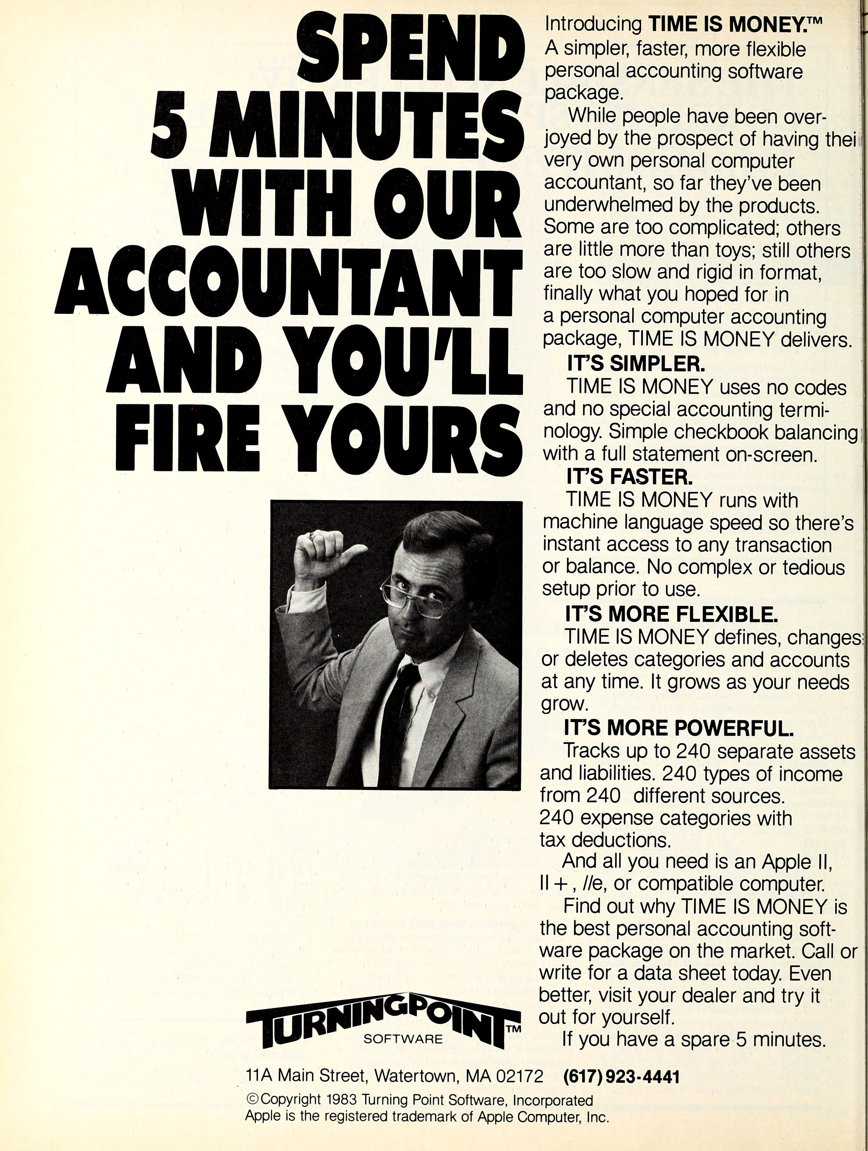 SPEND
5 MINUTES
WITH OUR
ACCOUNTANT
AND YOU'LL
FIRE YOURS
Introducing TIME IS MONEY.™
A simpler, faster, more flexible
personal accounting software
package.
While people have been over-
joyed by the prospect of having thei
very own personal computer
accountant, so far they've been
underwhelmed by the products.
Some are too complicated; others
are little more than toys; still others
are too slow and rigid in format,
finally what you hoped for in
a personal computer accounting
package, TIME IS MONEY delivers.
IT'S SIMPLER.
TIME IS MONEY uses no codes
and no special accounting termi-
nology. Simple checkbook balancing
with a full statement on-screen.
IT'S FASTER.
TIME IS MONEY runs with
machine language speed so there's
instant access to any transaction
or balance. No complex or tedious
setup prior to use.
IT'S MORE FLEXIBLE.
TIME IS MONEY defines, changes
or deletes categories and accounts
at any time. It grows as your needs
grow.
IT'S MORE POWERFUL.
Tracks up to 240 separate assets
and liabilities. 240 types of income
from 240 different sources.
240 expense categories with
tax deductions.
And all you need is an Apple II,
II +, //e, or compatible computer.
Find out why TIME IS MONEY is
the best personal accounting soft-
ware package on the market. Call or
write for a data sheet today. Even
better, visit your dealer and try it
out for yourself.
If you have a spare 5 minutes.
TURNINGPOINT™
SOFTWARE
11A Main Street, Watertown, MA 02172 (617) 923-4441
© Copyright 1983 Turning Point Software, Incorporated
Apple is the registered trademark of Apple Computer, Inc.